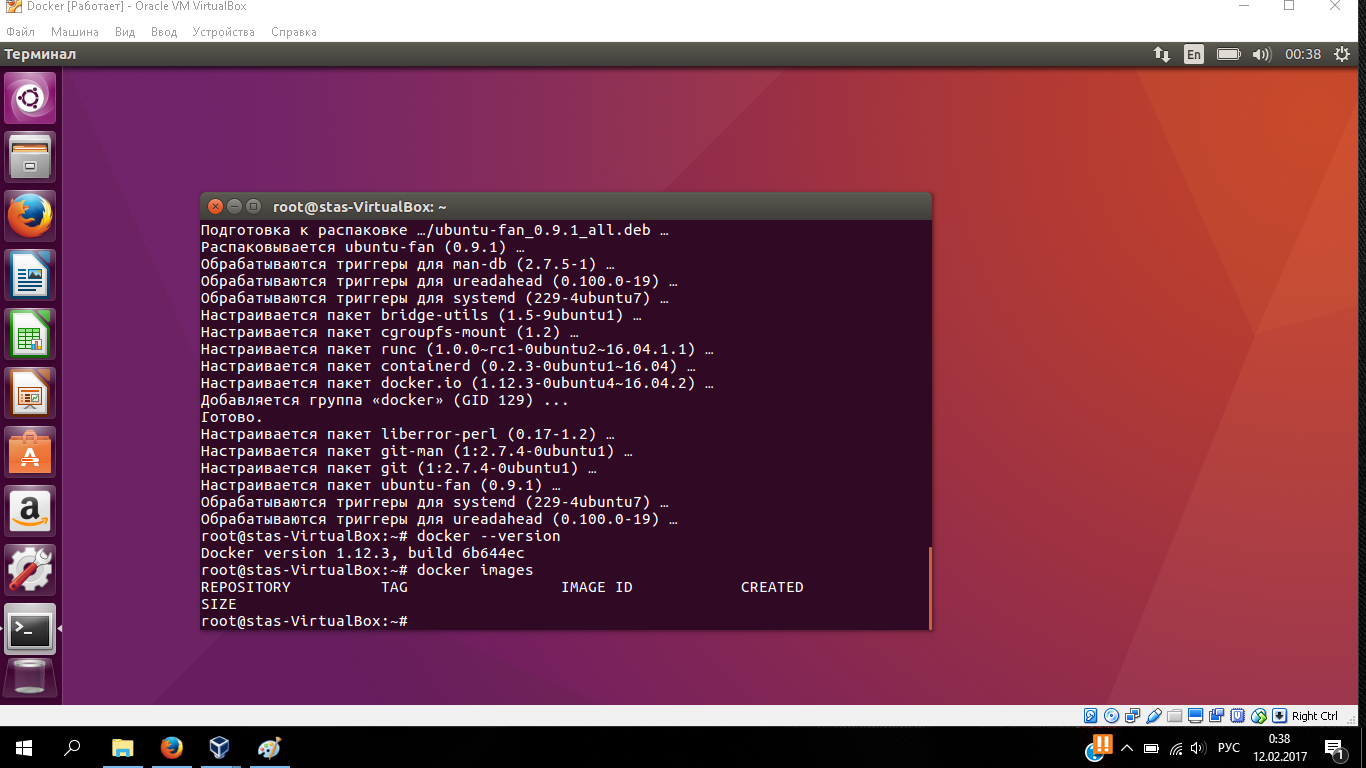 Docker [Работает] - Oracle VM VirtualBox
Файл Машина Вид Ввод Устройства Справка
Терминал En 00:38
root@stas-VirtualBox: ~
Подготовка к распаковке …/ubuntu-fan_0.9.1_all.deb …
Распаковывается ubuntu-fan (0.9.1) …
Обрабатываются триггеры для man-db (2.7.5-1) …
Обрабатываются триггеры для ureadahead (0.100.0-19) …
Обрабатываются триггеры для systemd (229-4ubuntu7) …
Настраивается пакет bridge-utils (1.5-9ubuntu1) …
Настраивается пакет cgroupfs-mount (1.2) …
Настраивается пакет runc (1.0.0~rc1-0ubuntu2~16.04.1.1) …
Настраивается пакет containerd (0.2.3-0ubuntu1~16.04) …
Настраивается пакет docker.io (1.12.3-0ubuntu4~16.04.2) …
Добавляется группа «docker» (GID 129) ...
Готово.
Настраивается пакет liberror-perl (0.17-1.2) …
Настраивается пакет git-man (1:2.7.4-0ubuntu1) …
Настраивается пакет git (1:2.7.4-0ubuntu1) …
Настраивается пакет ubuntu-fan (0.9.1) …
Обрабатываются триггеры для systemd (229-4ubuntu7) …
Обрабатываются триггеры для ureadahead (0.100.0-19) …
root@stas-VirtualBox:~# docker --version
Docker version 1.12.3, build 6b644ec
root@stas-VirtualBox:~# docker images
REPOSITORY TAG IMAGE ID CREATED
SIZE
root@stas-VirtualBox:~#
Right Ctrl
РУС 0:38
12.02.2017 1